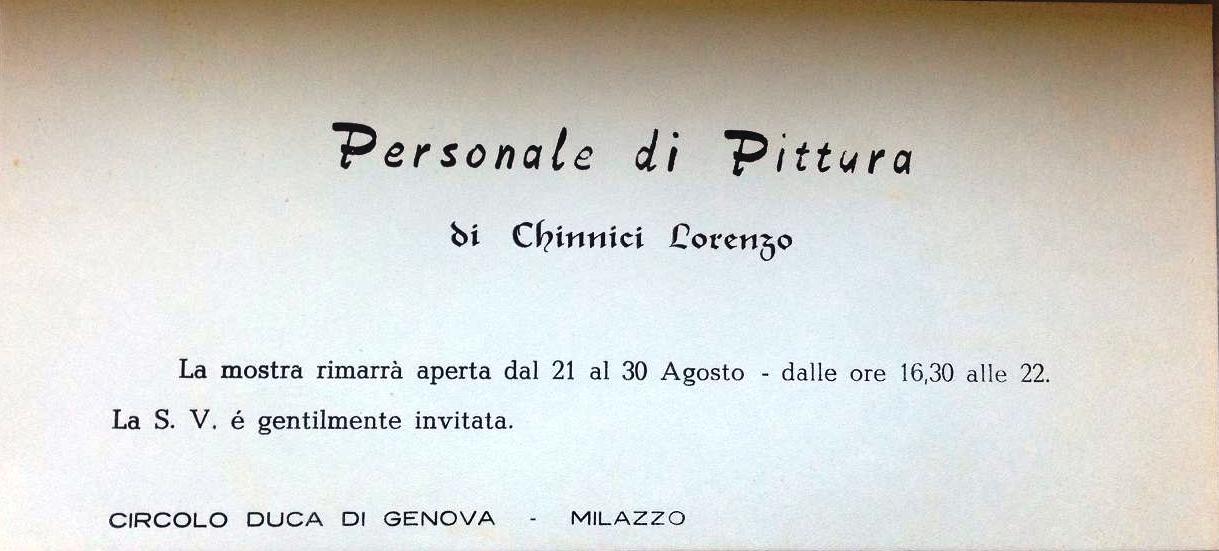 Personale di Pittura
di Chinnici Lorenzo
La mostra rimarrà aperta dal 21 al 30 Agosto - dalle ore 16,30 alle 22.
La S. V. é gentilmente invitata.
CIRCOLO DUCA DI GENOVA - MILAZZO